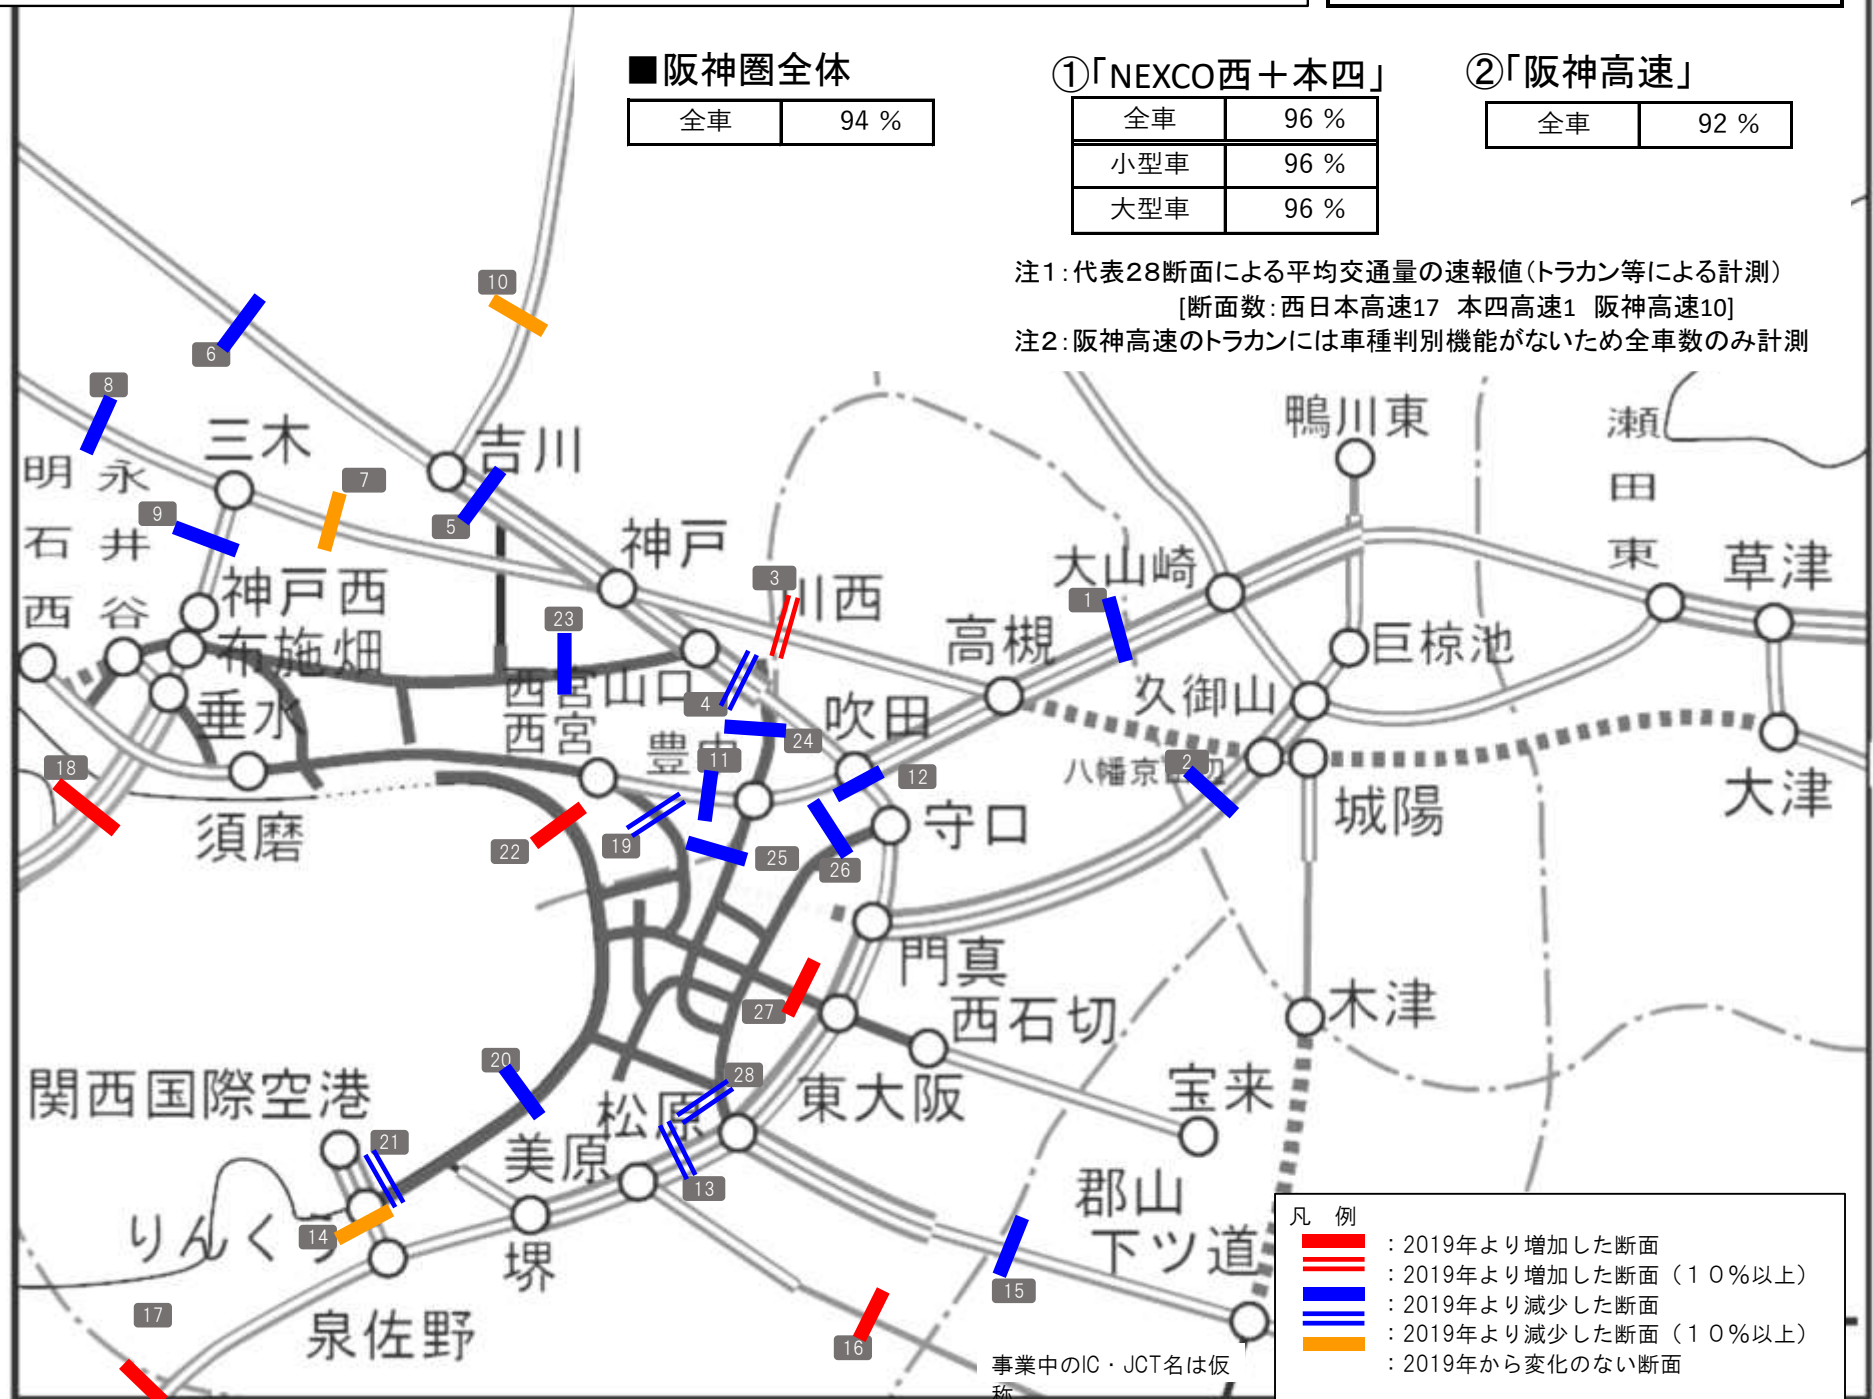 ■阪神圏全体
全車 94 %
①「NEXCO西＋本四」
全車 96 %
小型車 96 %
大型車 96 %
②「阪神高速」
全車 92 %
注1：代表28断面による平均交通量の速報値（トラカン等による計測）
[断面数：西日本高速17 本四高速1 阪神高速10]
注2：阪神高速のトラカンには車種判別機能がないため全車数のみ計測
10
6
8
三木
吉川
鴨川東
瀬田東
明石西
永井谷
7
9
5
神戸
大山崎
草津
神戸西
3
川西
1
布施畑
23
高槻
巨椋池
西宮山口
4
久御山
垂水
西宮
吹田
24
豊中
11
12
八幡京田辺
2
18
大津
須磨
守口
城陽
22
19
25
26
門真
27
西石切
木津
20
28
関西国際空港
松原
東大阪
宝来
21
美原
13
郡山
りんくう
14
下ツ道
堺
15
17
泉佐野
16
事業中のIC・JCT名は仮
称
凡 例
：2019年より増加した断面
：2019年より増加した断面（１０％以上）
：2019年より減少した断面
：2019年より減少した断面（１０％以上）
：2019年から変化のない断面